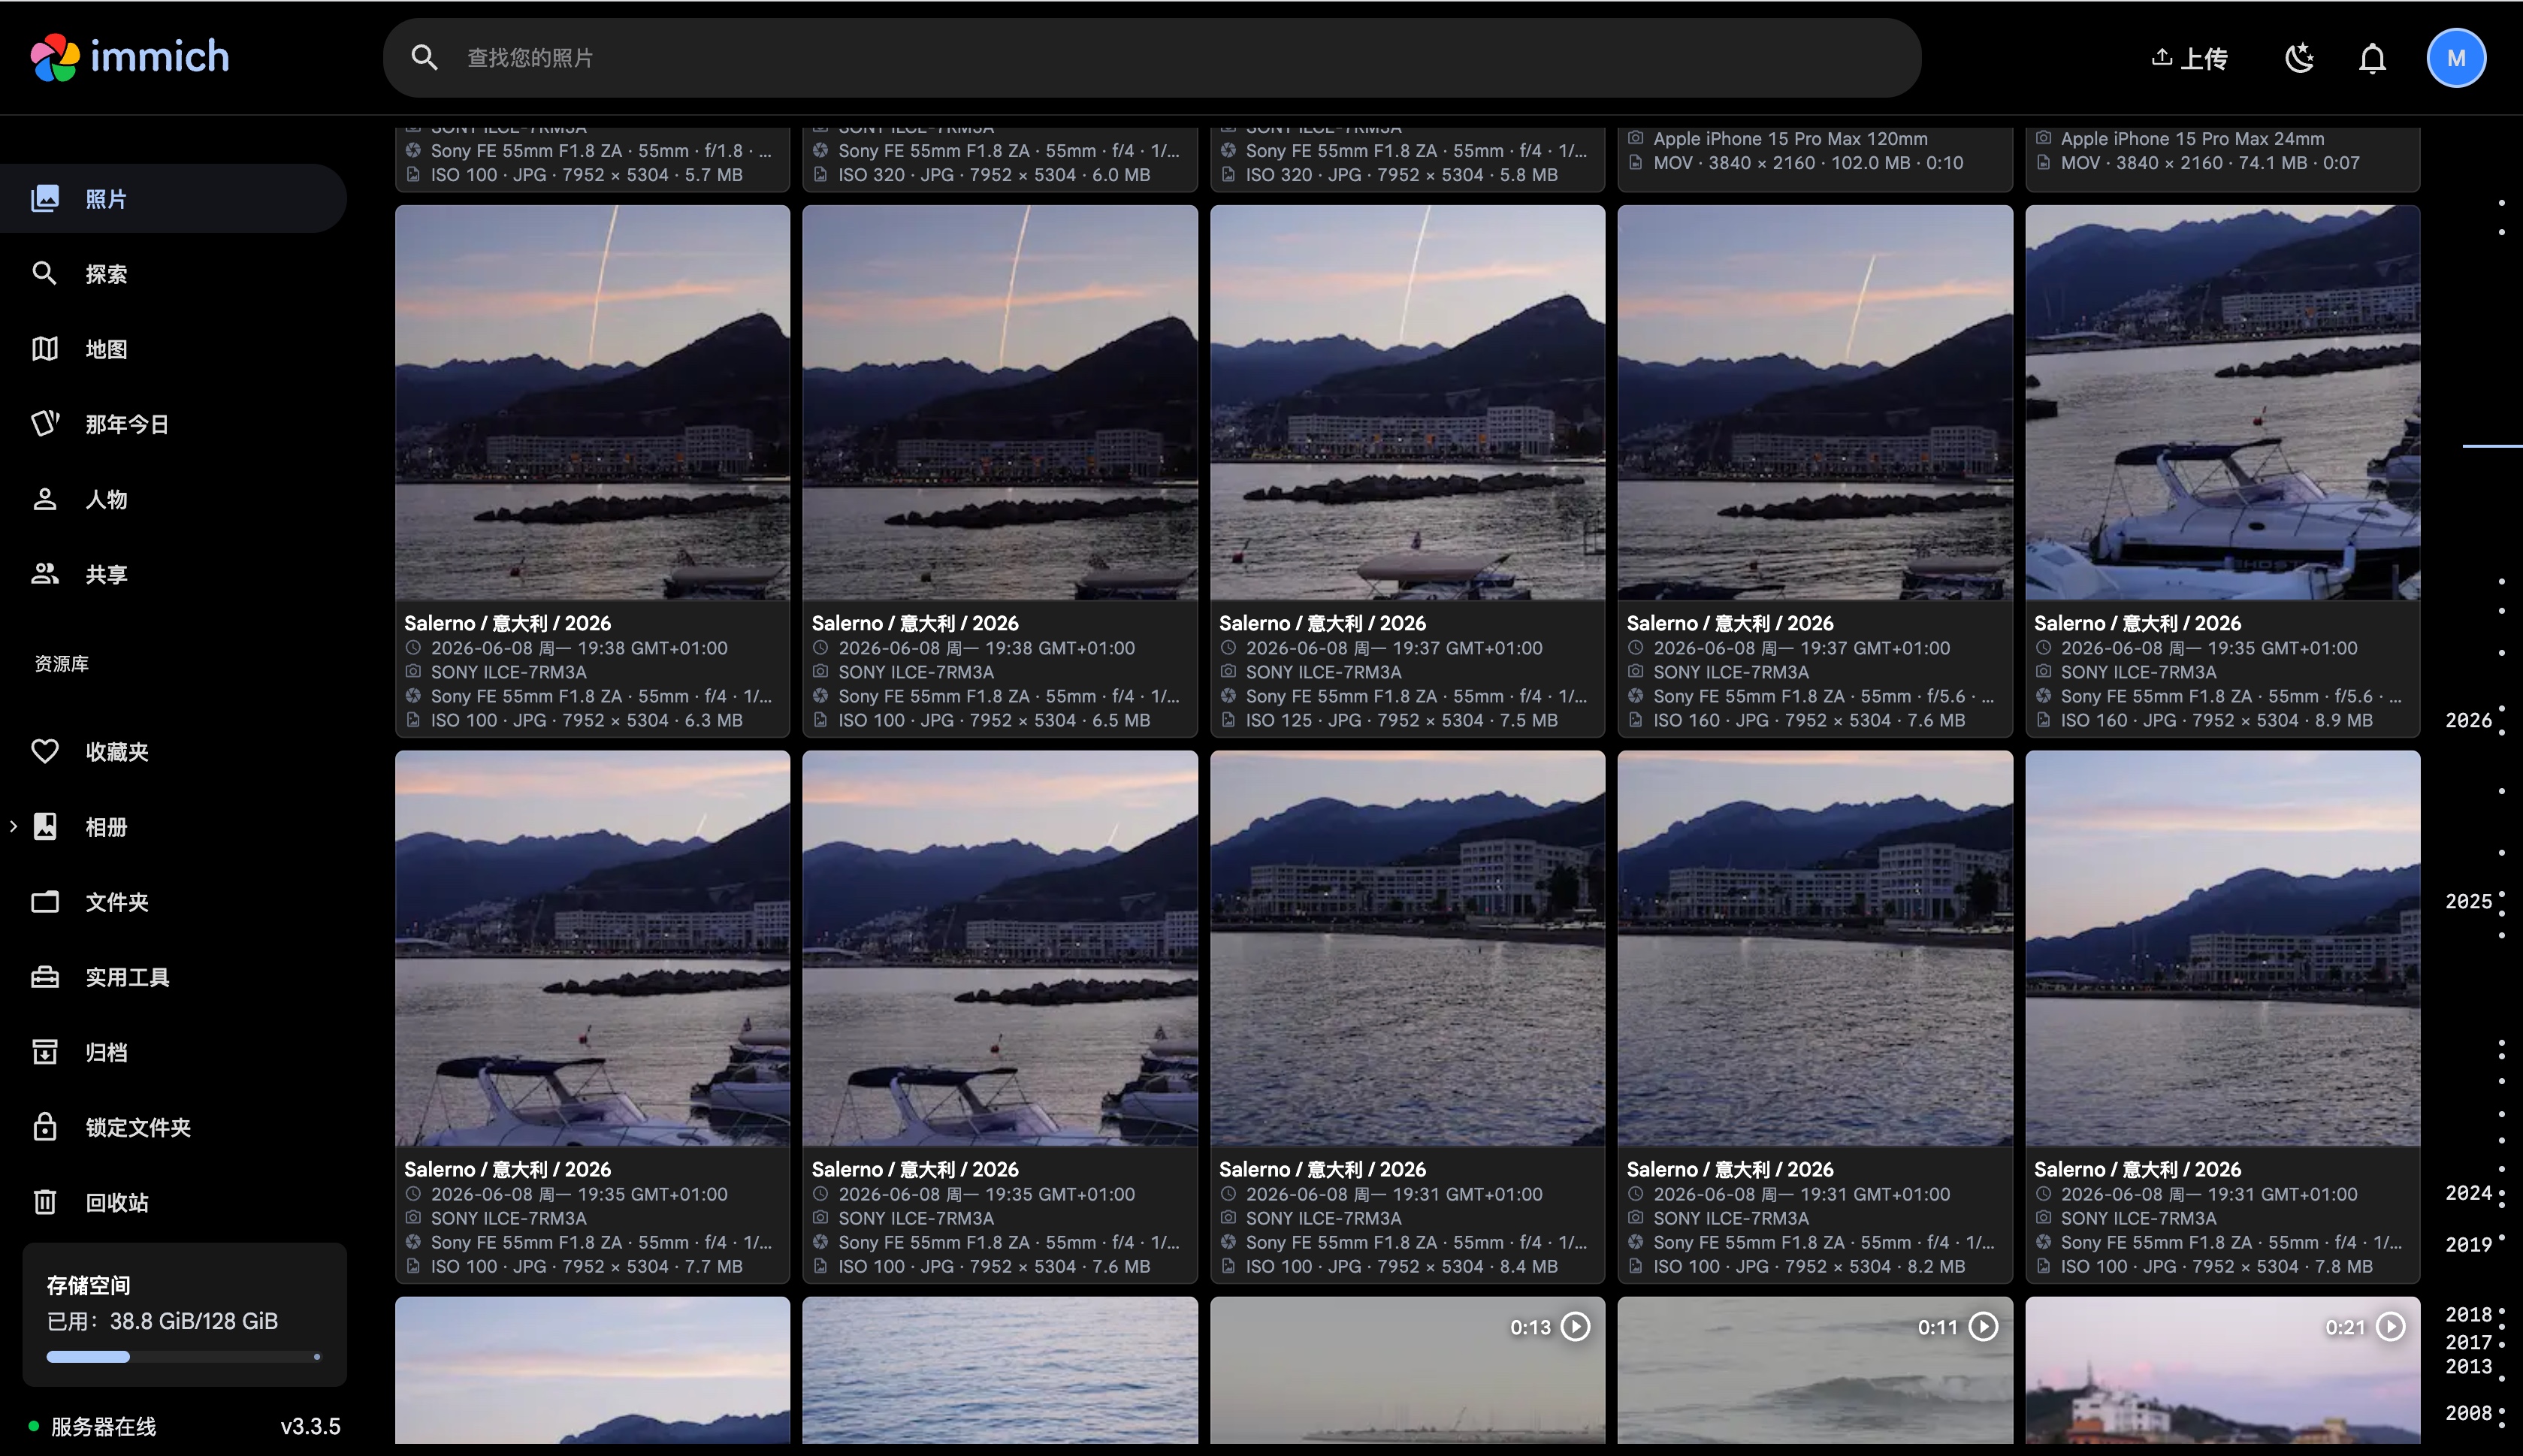 immich
查找您的照片
上传
M
照片
探索
地图
那年今日
人物
共享
资源库
收藏夹
相册
文件夹
实用工具
归档
锁定文件夹
回收站
存储空间
已用：38.8 GiB/128 GiB
服务器在线 v3.3.5
SONY ILCE-7RM3A
Sony FE 55mm F1.8 ZA · 55mm · f/1.8 · ...
ISO 100 · JPG · 7952 × 5304 · 5.7 MB
SONY ILCE-7RM3A
Sony FE 55mm F1.8 ZA · 55mm · f/4 · 1/...
ISO 320 · JPG · 7952 × 5304 · 6.0 MB
SONY ILCE-7RM3A
Sony FE 55mm F1.8 ZA · 55mm · f/4 · 1/...
ISO 320 · JPG · 7952 × 5304 · 5.8 MB
Apple iPhone 15 Pro Max 120mm
MOV · 3840 × 2160 · 102.0 MB · 0:10
Apple iPhone 15 Pro Max 24mm
MOV · 3840 × 2160 · 74.1 MB · 0:07
Salerno / 意大利 / 2026
2026-06-08 周一 19:38 GMT+01:00
SONY ILCE-7RM3A
Sony FE 55mm F1.8 ZA · 55mm · f/4 · 1/...
ISO 100 · JPG · 7952 × 5304 · 6.3 MB
Salerno / 意大利 / 2026
2026-06-08 周一 19:38 GMT+01:00
SONY ILCE-7RM3A
Sony FE 55mm F1.8 ZA · 55mm · f/4 · 1/...
ISO 100 · JPG · 7952 × 5304 · 6.5 MB
Salerno / 意大利 / 2026
2026-06-08 周一 19:37 GMT+01:00
SONY ILCE-7RM3A
Sony FE 55mm F1.8 ZA · 55mm · f/4 · 1/...
ISO 125 · JPG · 7952 × 5304 · 7.5 MB
Salerno / 意大利 / 2026
2026-06-08 周一 19:37 GMT+01:00
SONY ILCE-7RM3A
Sony FE 55mm F1.8 ZA · 55mm · f/5.6 · ...
ISO 160 · JPG · 7952 × 5304 · 7.6 MB
GHOST
Salerno / 意大利 / 2026
2026-06-08 周一 19:35 GMT+01:00
SONY ILCE-7RM3A
Sony FE 55mm F1.8 ZA · 55mm · f/5.6 · ...
ISO 160 · JPG · 7952 × 5304 · 8.9 MB
Salerno / 意大利 / 2026
2026-06-08 周一 19:35 GMT+01:00
SONY ILCE-7RM3A
Sony FE 55mm F1.8 ZA · 55mm · f/4 · 1/...
ISO 100 · JPG · 7952 × 5304 · 7.7 MB
Salerno / 意大利 / 2026
2026-06-08 周一 19:35 GMT+01:00
SONY ILCE-7RM3A
Sony FE 55mm F1.8 ZA · 55mm · f/4 · 1/...
ISO 100 · JPG · 7952 × 5304 · 7.6 MB
Salerno / 意大利 / 2026
2026-06-08 周一 19:31 GMT+01:00
SONY ILCE-7RM3A
Sony FE 55mm F1.8 ZA · 55mm · f/4 · 1/...
ISO 100 · JPG · 7952 × 5304 · 8.4 MB
Salerno / 意大利 / 2026
2026-06-08 周一 19:31 GMT+01:00
SONY ILCE-7RM3A
Sony FE 55mm F1.8 ZA · 55mm · f/4 · 1/...
ISO 100 · JPG · 7952 × 5304 · 8.2 MB
Salerno / 意大利 / 2026
2026-06-08 周一 19:31 GMT+01:00
SONY ILCE-7RM3A
Sony FE 55mm F1.8 ZA · 55mm · f/4 · 1/...
ISO 100 · JPG · 7952 × 5304 · 7.8 MB
0:13
0:11
0:21
2026
2025
2024
2019
2018
2017
2013
2008